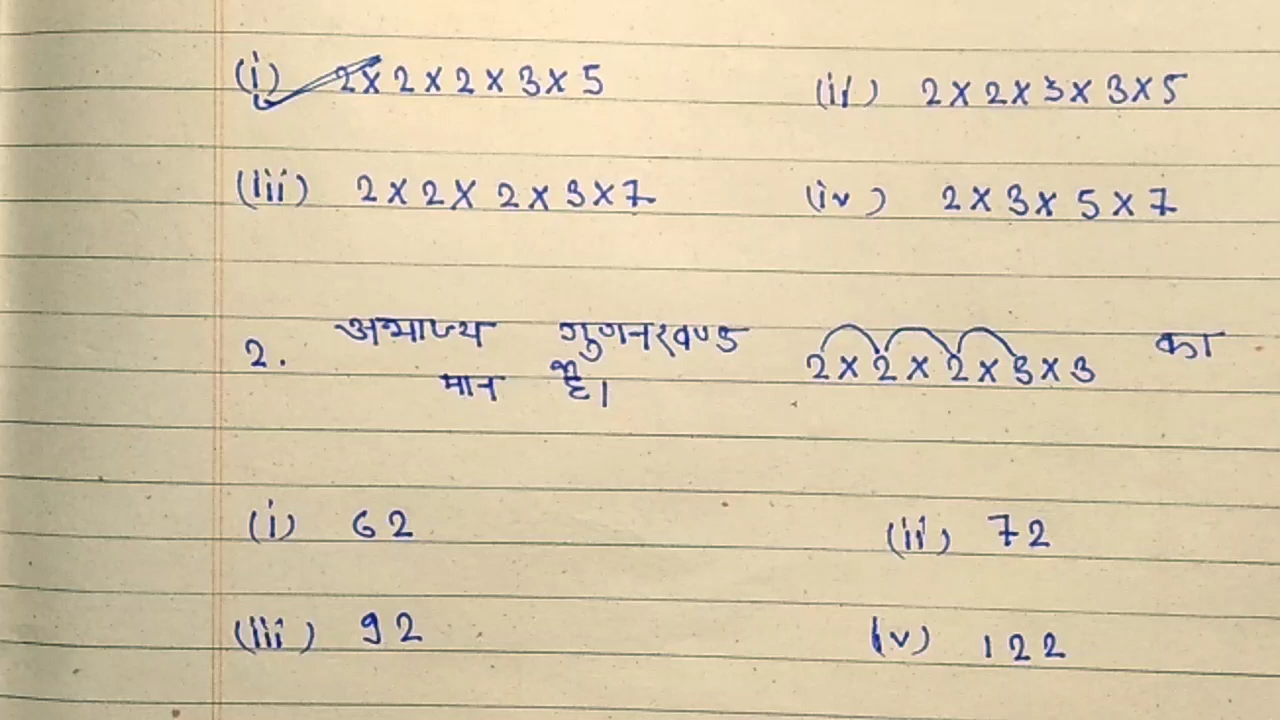 (i) 2×2×2×3×5 (ii) 2×2×3×3×5
(iii) 2×2×2×3×7 (iv) 2×3×5×7
2. अभाज्य गुणनखण्ड 2×2×2×3×3 का
मान है।
(i) 62 (ii) 72
(iii) 92 (iv) 122